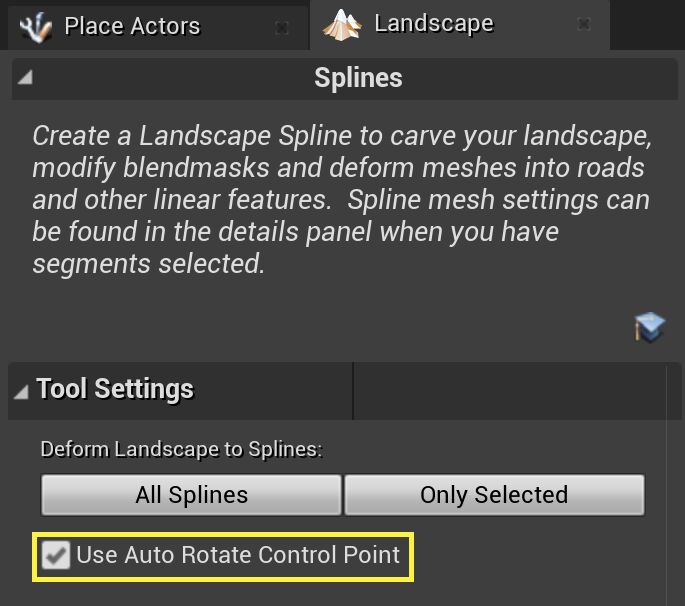 Place Actors
Landscape
Splines
Create a Landscape Spline to carve your landscape,
modify blendmasks and deform meshes into roads
and other linear features.  Spline mesh settings can
be found in the details panel when you have
segments selected.
Tool Settings
Deform Landscape to Splines:
All Splines
Only Selected
Use Auto Rotate Control Point